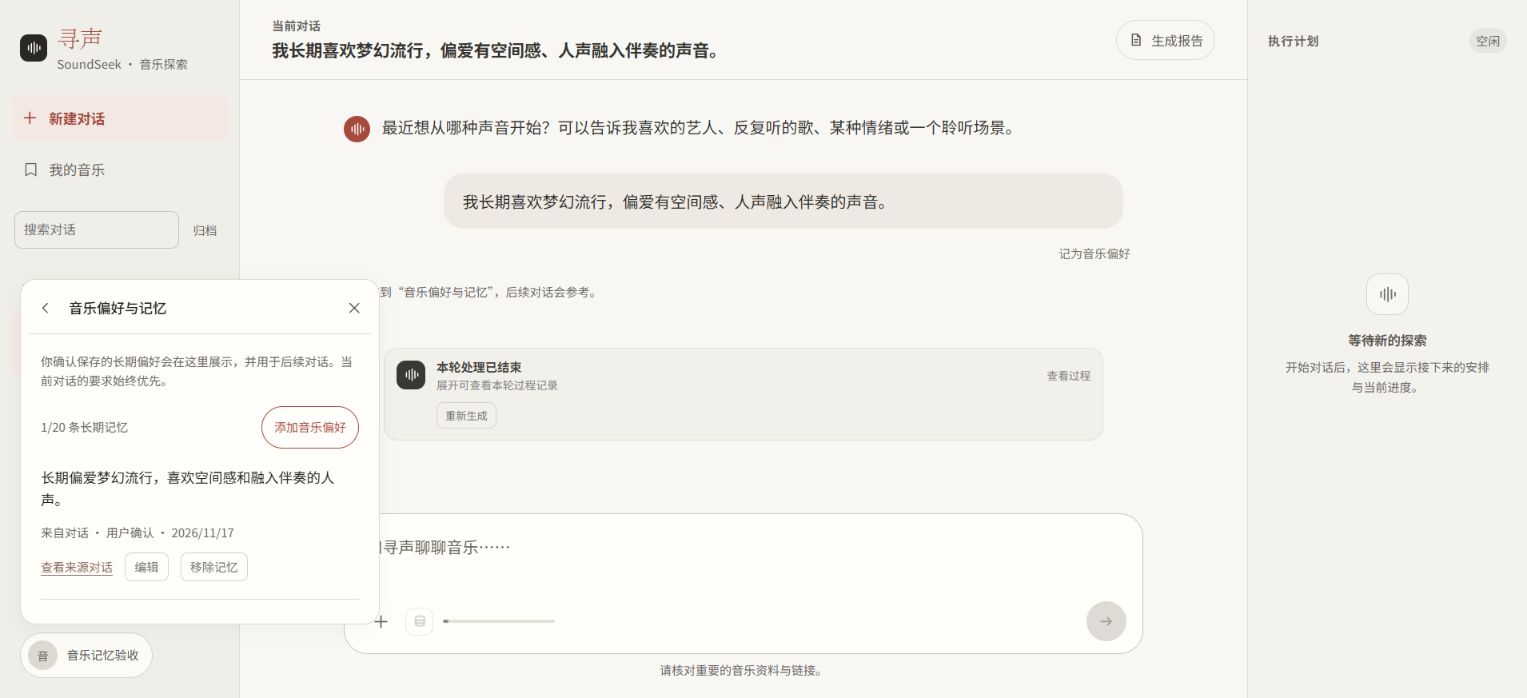 寻声
SoundSeek · 音乐探索
新建对话
我的音乐
搜索对话
归档
当前对话
我长期喜欢梦幻流行，偏爱有空间感、人声融入伴奏的声音。
生成报告
最近想从哪种声音开始？可以告诉我喜欢的艺人、反复听的歌、某种情绪或一个聆听场景。
我长期喜欢梦幻流行，偏爱有空间感、人声融入伴奏的声音。
记为音乐偏好
到“音乐偏好与记忆”，后续对话会参考。
本轮处理已结束
展开可查看本轮过程记录
查看过程
重新生成
寻声聊聊音乐……
请核对重要的音乐资料与链接。
音乐偏好与记忆
你确认保存的长期偏好会在这里展示，并用于后续对话。当
前对话的要求始终优先。
1/20 条长期记忆
添加音乐偏好
长期偏爱梦幻流行，喜欢空间感和融入伴奏的人
声。
来自对话 · 用户确认 · 2026/11/17
查看来源对话
编辑
移除记忆
音
音乐记忆验收
执行计划
空闲
等待新的探索
开始对话后，这里会显示接下来的安排
与当前进度。